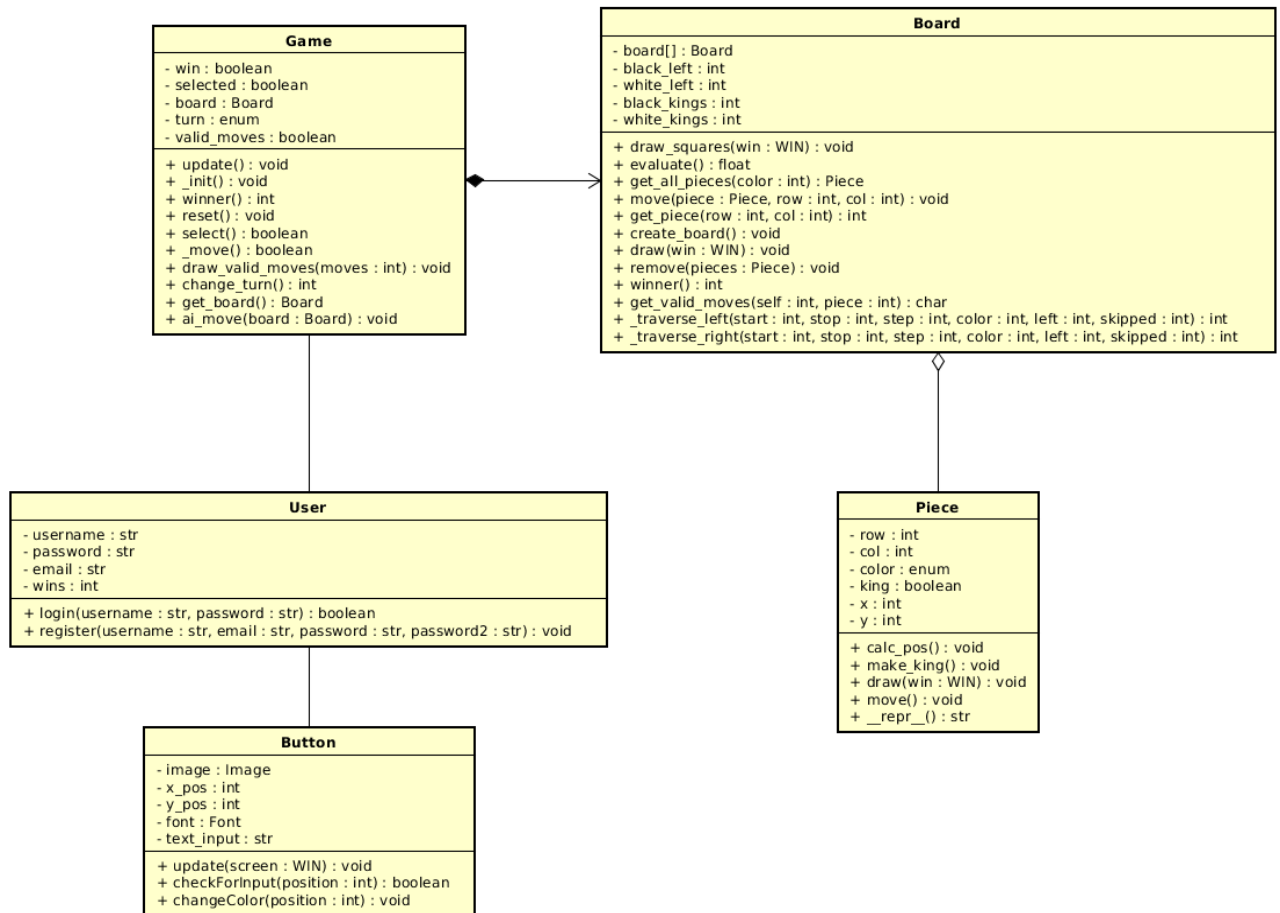 Game
- win : boolean
- selected : boolean
- board : Board
- turn : enum
- valid_moves : boolean
+ update() : void
+ _init() : void
+ winner() : int
+ reset() : void
+ select() : boolean
+ _move() : boolean
+ draw_valid_moves(moves : int) : void
+ change_turn() : int
+ get_board() : Board
+ ai_move(board : Board) : void
Board
- board[] : Board
- black_left : int
- white_left : int
- black_kings : int
- white_kings : int
+ draw_squares(win : WIN) : void
+ evaluate() : float
+ get_all_pieces(color : int) : Piece
+ move(piece : Piece, row : int, col : int) : void
+ get_piece(row : int, col : int) : int
+ create_board() : void
+ draw(win : WIN) : void
+ remove(pieces : Piece) : void
+ winner() : int
+ get_valid_moves(self : int, piece : int) : char
+ _traverse_left(start : int, stop : int, step : int, color : int, left : int, skipped : int) : int
+ _traverse_right(start : int, stop : int, step : int, color : int, left : int, skipped : int) : int
User
- username : str
- password : str
- email : str
- wins : int
+ login(username : str, password : str) : boolean
+ register(username : str, email : str, password : str, password2 : str) : void
Piece
- row : int
- col : int
- color : enum
- king : boolean
- x : int
- y : int
+ calc_pos() : void
+ make_king() : void
+ draw(win : WIN) : void
+ move() : void
+ __repr__() : str
Button
- image : Image
- x_pos : int
- y_pos : int
- font : Font
- text_input : str
+ update(screen : WIN) : void
+ checkForInput(position : int) : boolean
+ changeColor(position : int) : void